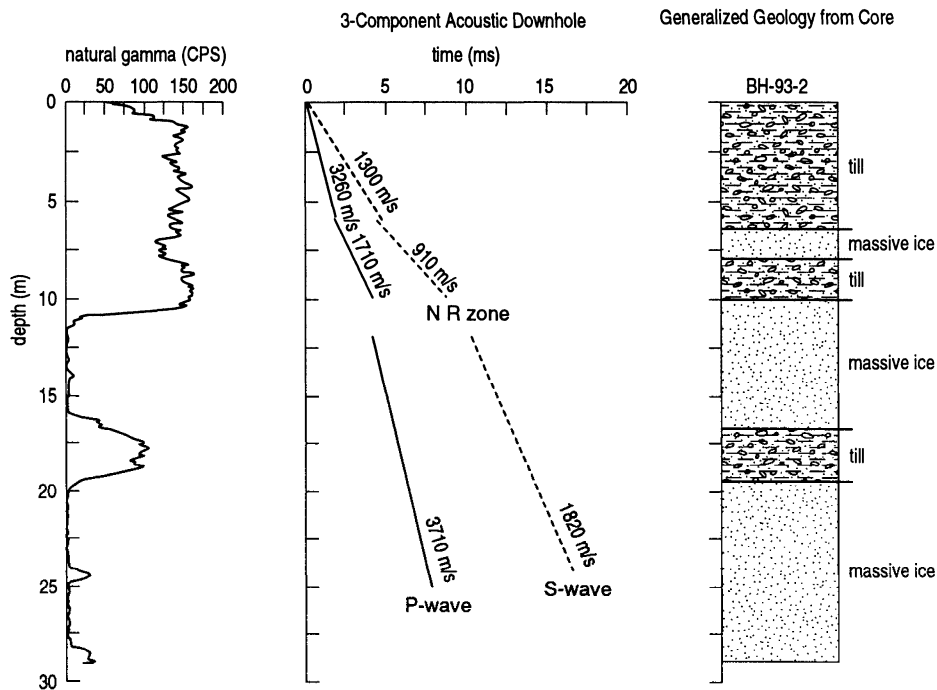 3-Component Acoustic Downhole
Generalized Geology from Core
natural gamma (CPS)
time (ms)
0 50 100 150 200
0 5 10 15 20
BH-93-2
0
5
10
15
20
25
30
depth (m)
3260 m/s
1710 m/s
1300 m/s
910 m/s
N R zone
3710 m/s
1820 m/s
P-wave
S-wave
till
massive ice
till
massive ice
till
massive ice